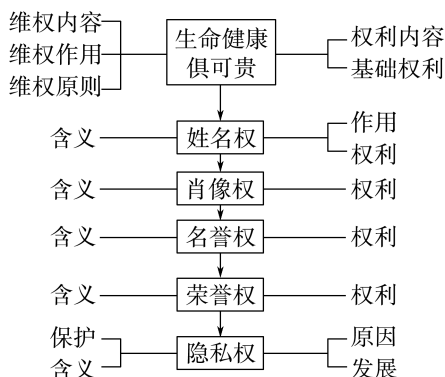 维权内容
维权作用
维权原则
生命健康
俱可贵
权利内容
基础权利
含义
姓名权
作用
权利
含义
肖像权
权利
含义
名誉权
权利
含义
荣誉权
权利
保护
含义
隐私权
原因
发展